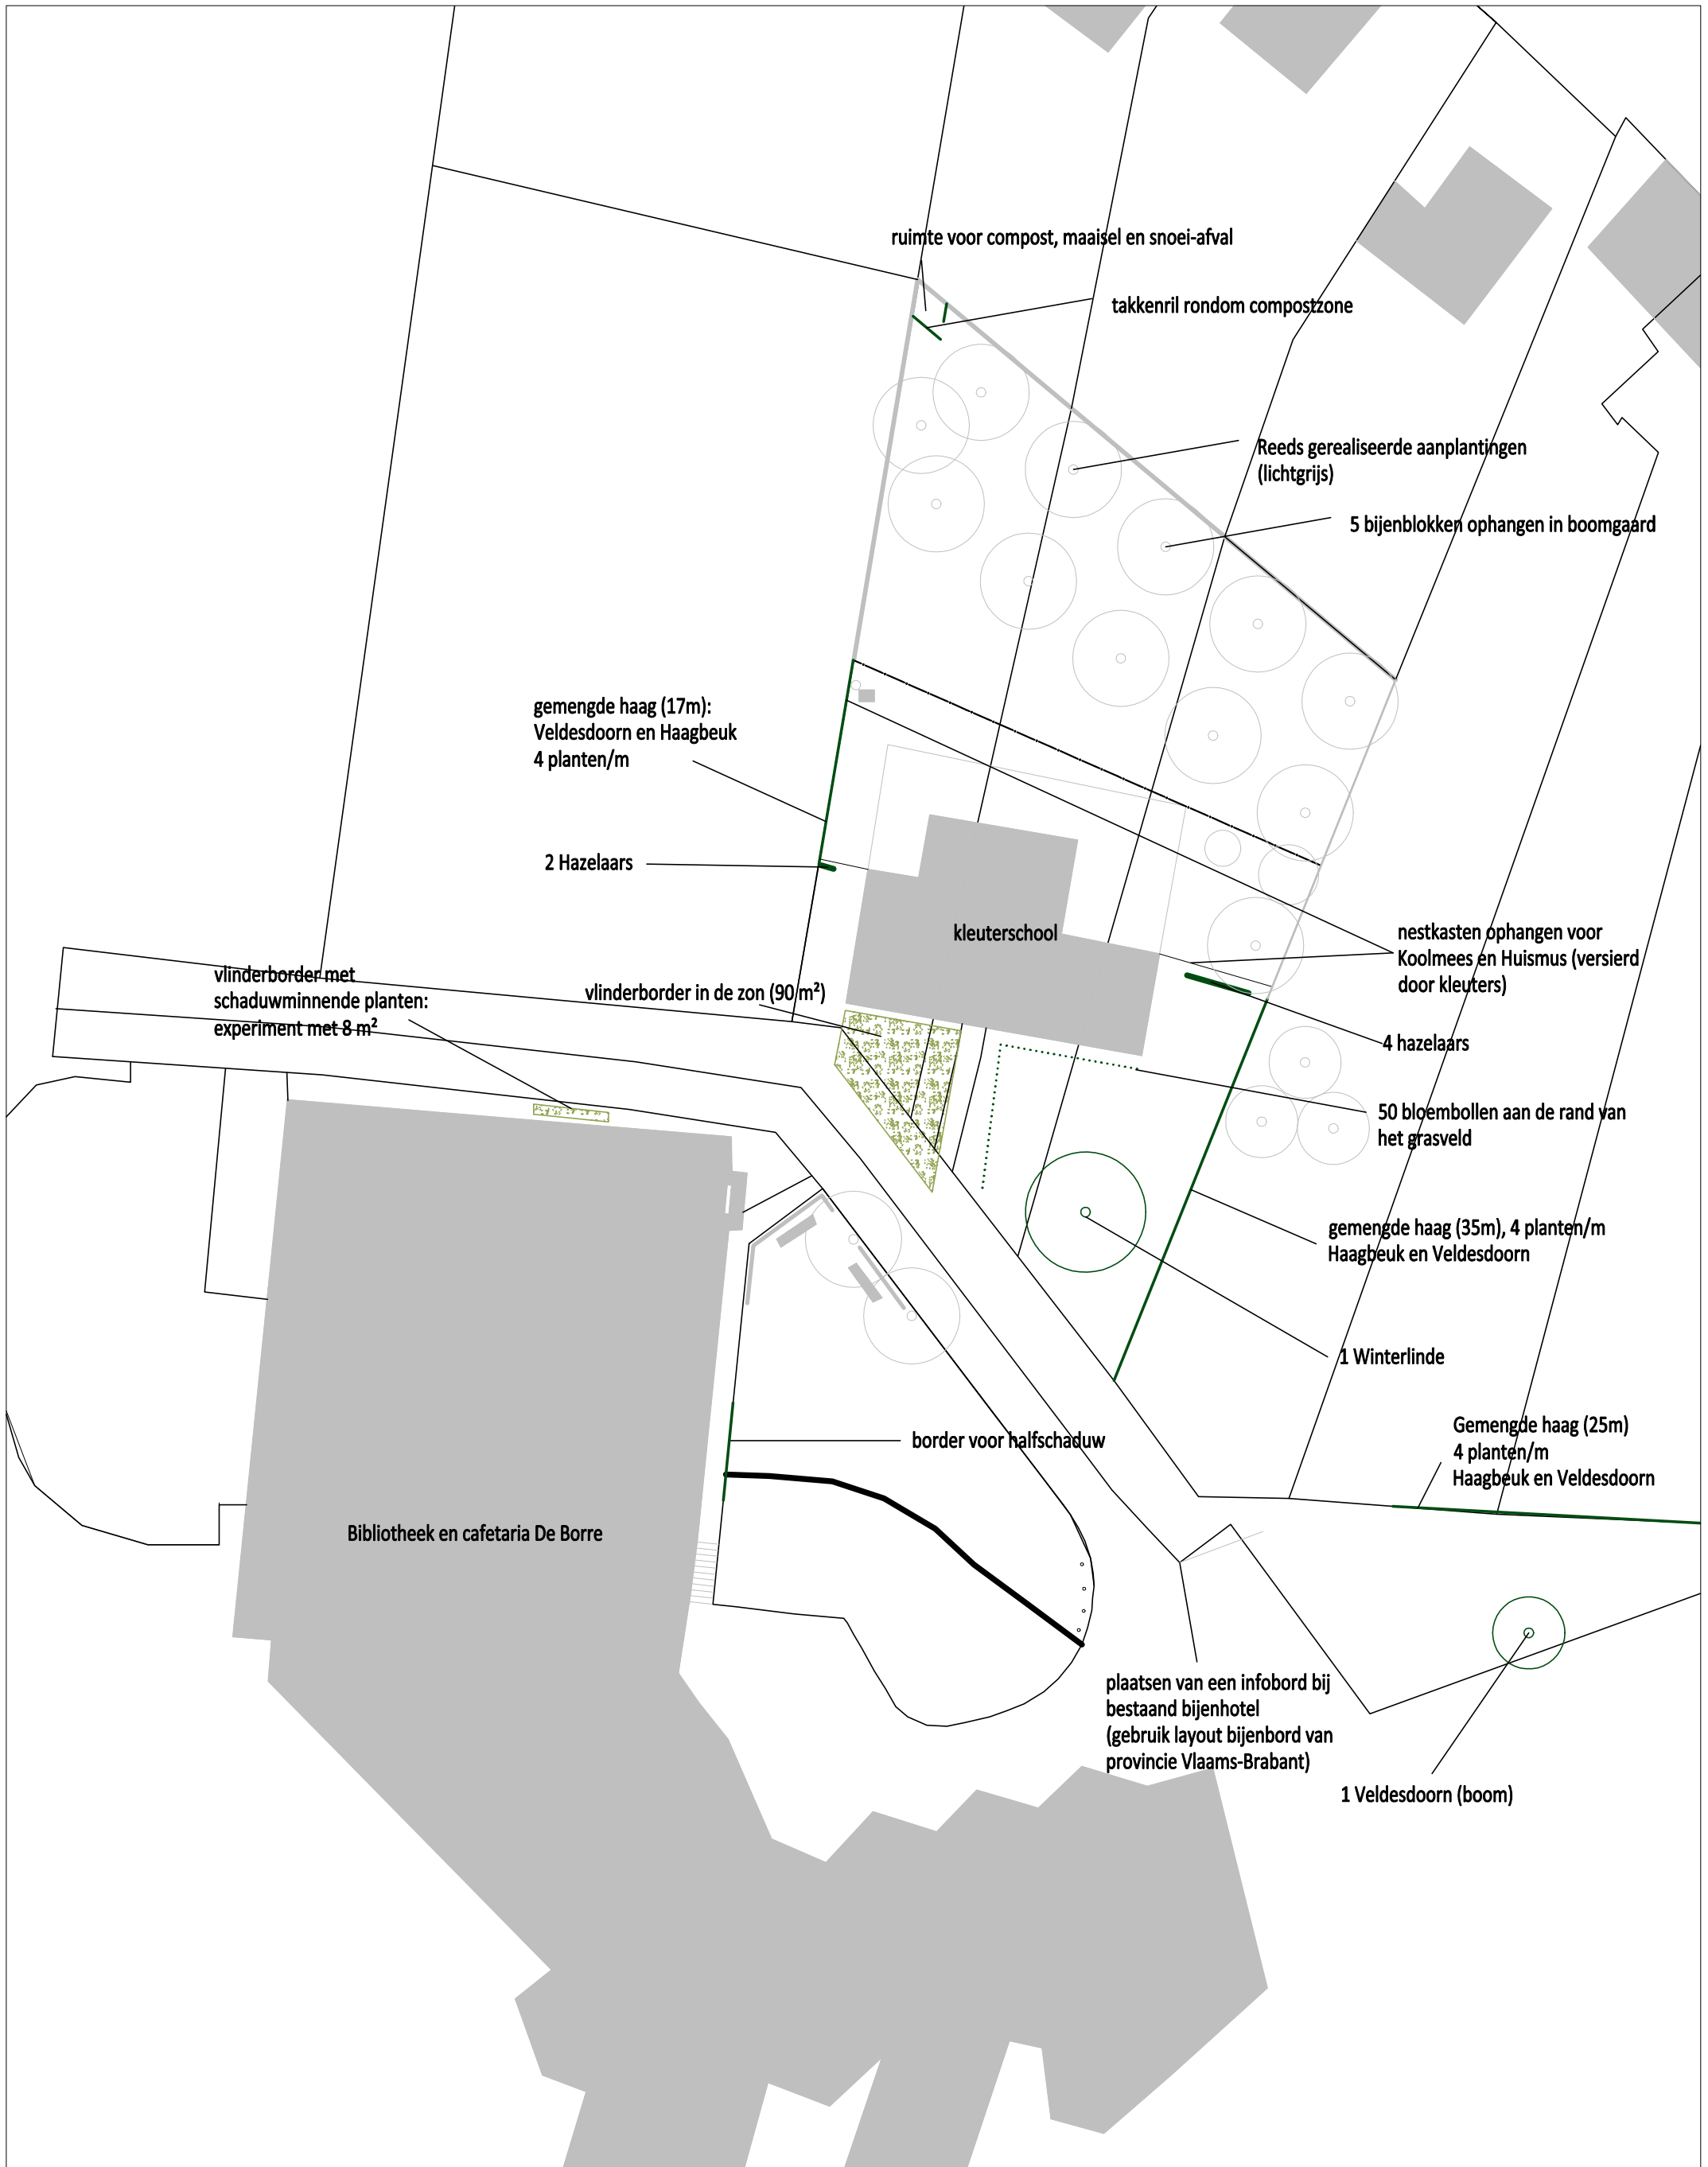 ruimte voor compost, maaisel en snoei-afval
takkenril rondom compostzone
Reeds gerealiseerde aanplantingen
(lichtgrijs)
5 bijenblokken ophangen in boomgaard
gemengde haag (17m):
Veldesdoorn en Haagbeuk
4 planten/m
2 Hazelaars
kleuterschool
nestkasten ophangen voor
Koolmees en Huismus (versierd
door kleuters)
vlinderborder met
schaduwminnende planten:
experiment met 8 m²
vlinderborder in de zon (90 m²)
4 hazelaars
50 bloembollen aan de rand van
het grasveld
gemengde haag (35m), 4 planten/m
Haagbeuk en Veldesdoorn
1 Winterlinde
Gemengde haag (25m)
4 planten/m
Haagbeuk en Veldesdoorn
border voor halfschaduw
Bibliotheek en cafetaria De Borre
plaatsen van een infobord bij
bestaand bijenhotel
(gebruik layout bijenbord van
provincie Vlaams-Brabant)
1 Veldesdoorn (boom)